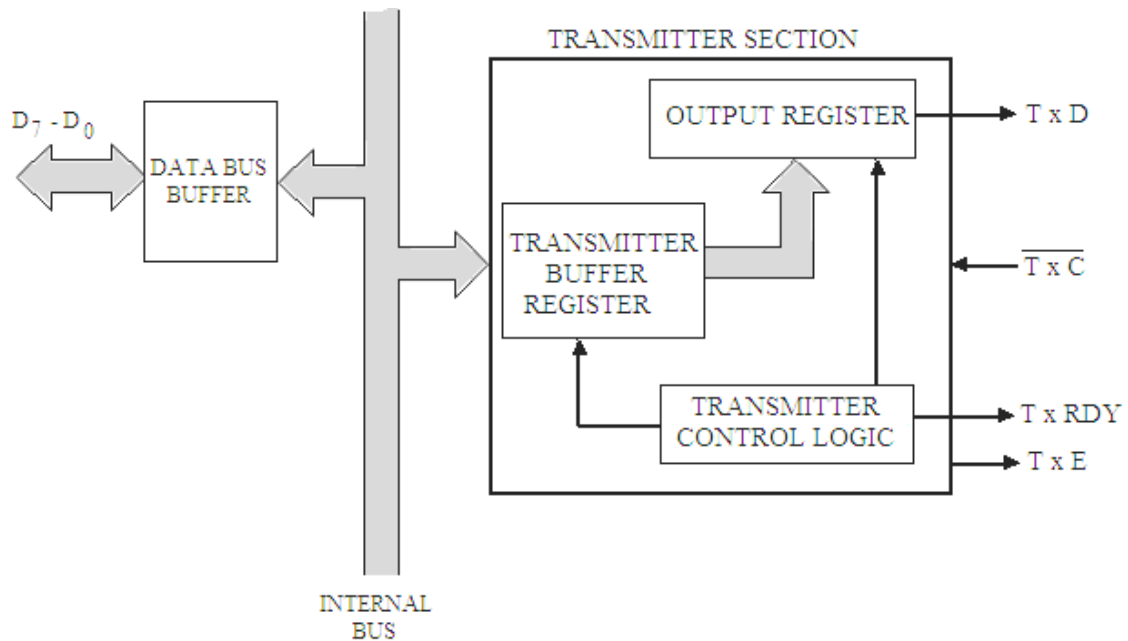 TRANSMITTER SECTION
D7 - D0
DATA BUS
BUFFER
OUTPUT REGISTER
T x D
TRANSMITTER
BUFFER
REGISTER
T x C
TRANSMITTER
CONTROL LOGIC
T x RDY
T x E
INTERNAL
BUS